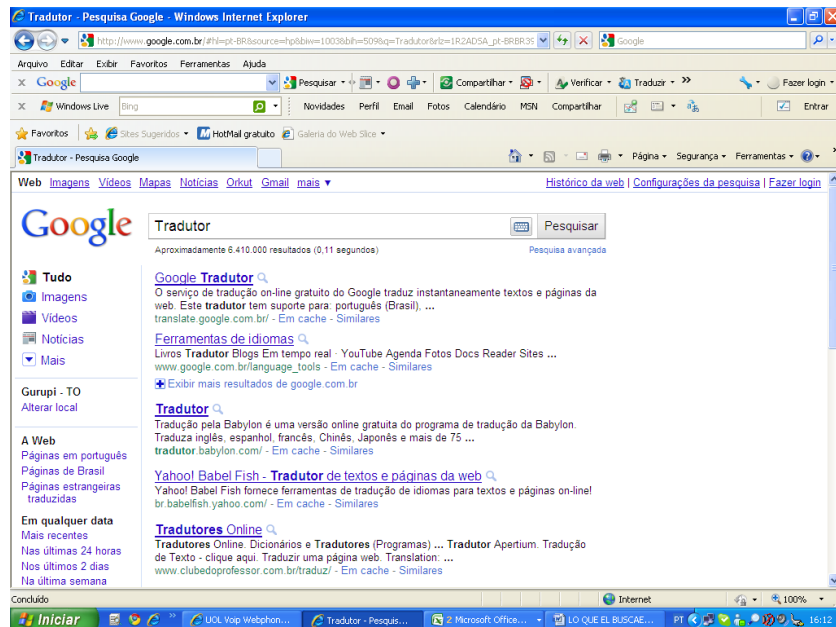 Tradutor - Pesquisa Google - Windows Internet Explorer
http://www.google.com.br/#hl=pt-BR&source=hp&biw=1003&bih=509&q=Tradutor&rlz=1R2ADSA_pt-BRBR39
Google
Arquivo Editar Exibir Favoritos Ferramentas Ajuda
x Google Pesquisar Compartilhar Verificar Traduzir » Fazer login
x Windows Live Bing Novidades Perfil Email Fotos Calendário MSN Compartilhar Entrar
Favoritos Sites Sugeridos HotMail gratuito Galeria do Web Slice
Tradutor - Pesquisa Google Página Segurança Ferramentas »
Web Imagens Vídeos Mapas Notícias Orkut Gmail mais ▼ Histórico da web | Configurações da pesquisa | Fazer login
Google Tradutor Pesquisar
Aproximadamente 6.410.000 resultados (0,11 segundos) Pesquisa avançada
Tudo
Imagens
Vídeos
Notícias
Mais
Gurupi - TO
Alterar local
A Web
Páginas em português
Páginas de Brasil
Páginas estrangeiras
traduzidas
Em qualquer data
Mais recentes
Nas últimas 24 horas
Nos últimos 2 dias
Na última semana
Google Tradutor
O serviço de tradução on-line gratuito do Google traduz instantaneamente textos e páginas da
web. Este tradutor tem suporte para: português (Brasil), ...
translate.google.com.br/ - Em cache - Similares
Ferramentas de idiomas
Livros Tradutor Blogs Em tempo real · YouTube Agenda Fotos Docs Reader Sites ...
www.google.com.br/language_tools - Em cache - Similares
Exibir mais resultados de google.com.br
Tradutor
Tradução pela Babylon é uma versão online gratuita do programa de tradução da Babylon.
Traduza inglês, espanhol, francês, Chinês, Japonês e mais de 75 ...
tradutor.babylon.com/ - Em cache - Similares
Yahoo! Babel Fish - Tradutor de textos e páginas da web
Yahoo! Babel Fish fornece ferramentas de tradução de idiomas para textos e páginas on-line!
br.babelfish.yahoo.com/ - Em cache - Similares
Tradutores Online
Tradutores Online. Dicionários e Tradutores (Programas) ... Tradutor Apertium. Tradução
de Texto - clique aqui. Traduzir uma página web. Translation: ...
www.clubedoprofessor.com.br/traduz/ - Em cache - Similares
Concluído Internet 100%
Iniciar » UOL Voip Webphon... Tradutor - Pesquis... 2 Microsoft Office... LO QUE EL BUSCAE... PT 16:12